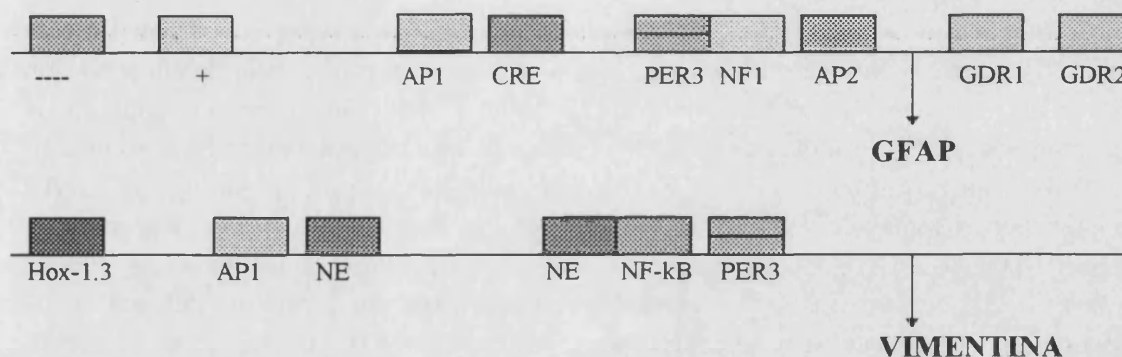 --- + AP1 CRE PER3 NF1 AP2 GDR1 GDR2
GFAP
Hox-1.3 AP1 NE NE NF-kB PER3
VIMENTINA